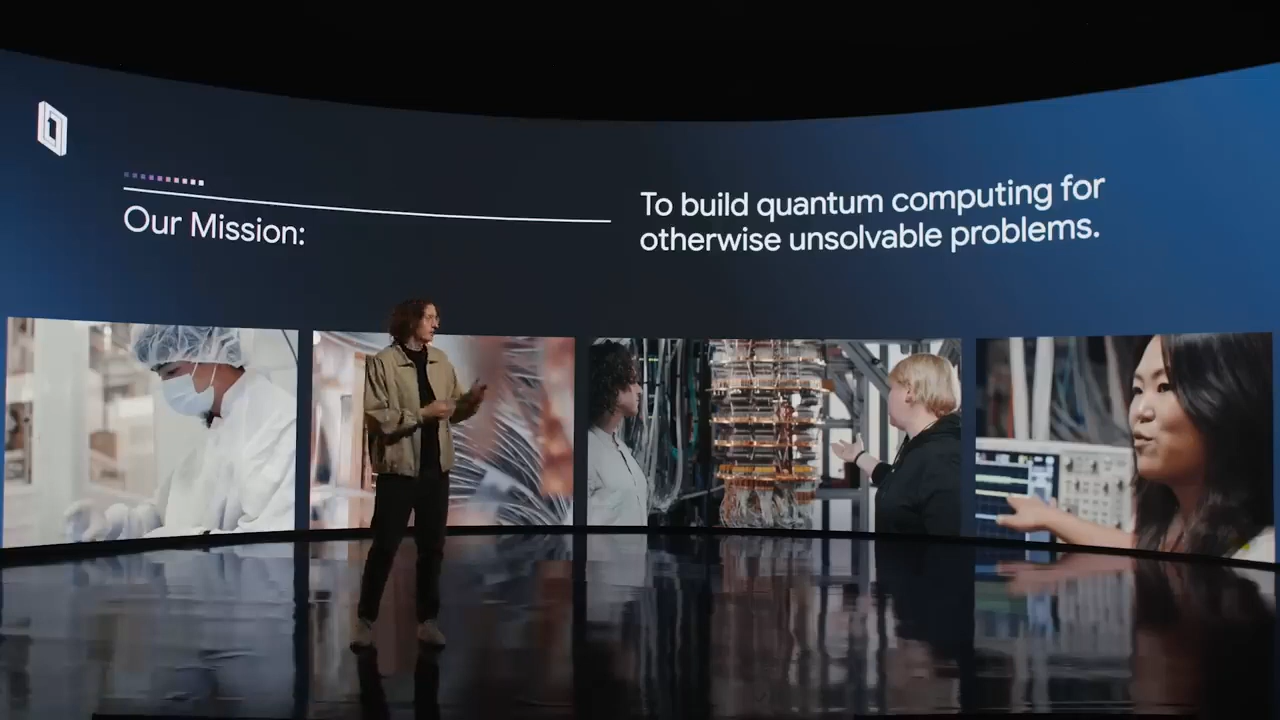 Our Mission:
To build quantum computing for
otherwise unsolvable problems.